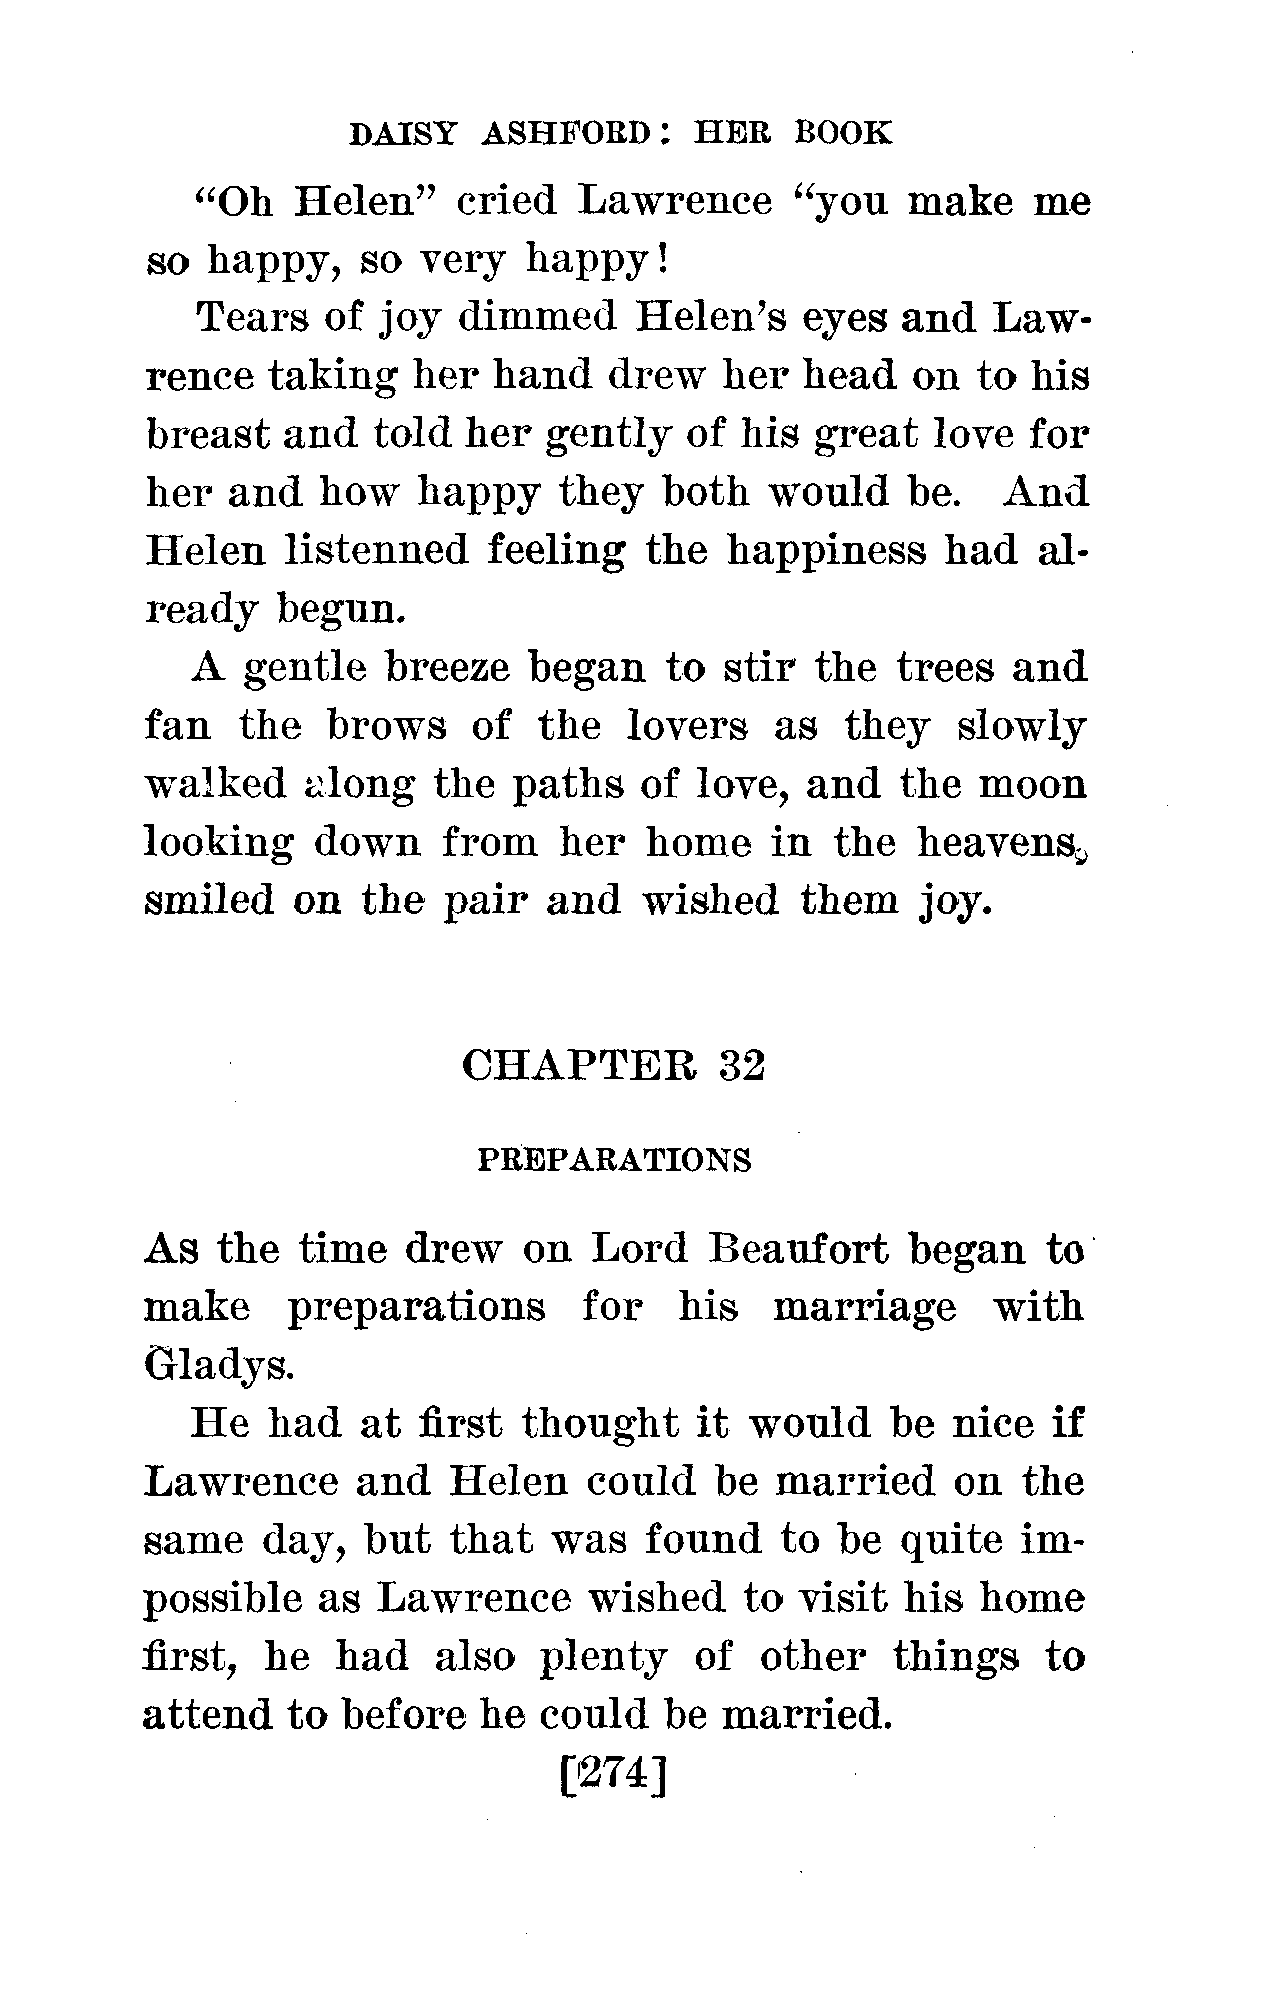 DAISY ASHFORD: HER BOOK
“Oh Helen” cried Lawrence “you make me
so happy, so very happy!
Tears of joy dimmed Helen’s eyes and Law-
rence taking her hand drew her head on to his
breast and told her gently of his great love for
her and how happy they both would be. And
Helen listenned feeling the happiness had al-
ready begun.
A gentle breeze began to stir the trees and
fan the brows of the lovers as they slowly
walked along the paths of love, and the moon
looking down from her home in the heavens,
smiled on the pair and wished them joy.
CHAPTER 32
PREPARATIONS
As the time drew on Lord Beaufort began to
make preparations for his marriage with
Gladys.
He had at first thought it would be nice if
Lawrence and Helen could be married on the
same day, but that was found to be quite im-
possible as Lawrence wished to visit his home
first, he had also plenty of other things to
attend to before he could be married.
[274]